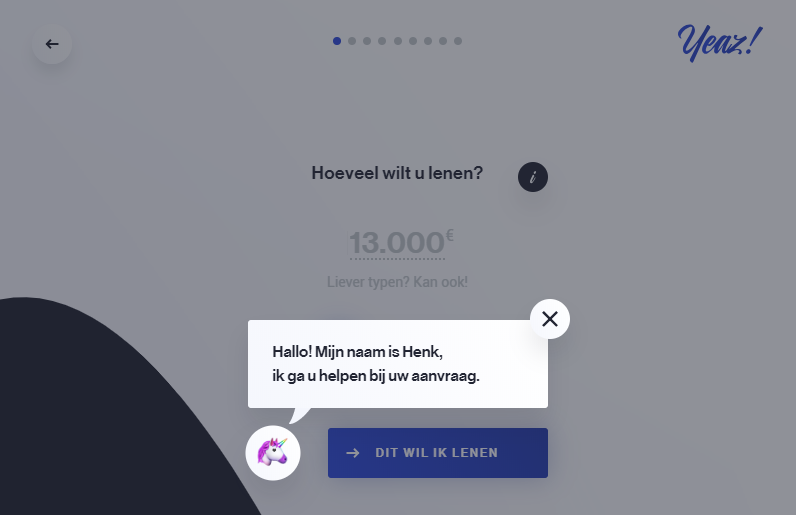 Yeaz!
Hoeveel wilt u lenen?
i
13.000€
Liever typen? Kan ook!
Hallo! Mijn naam is Henk,
ik ga u helpen bij uw aanvraag.
DIT WIL IK LENEN